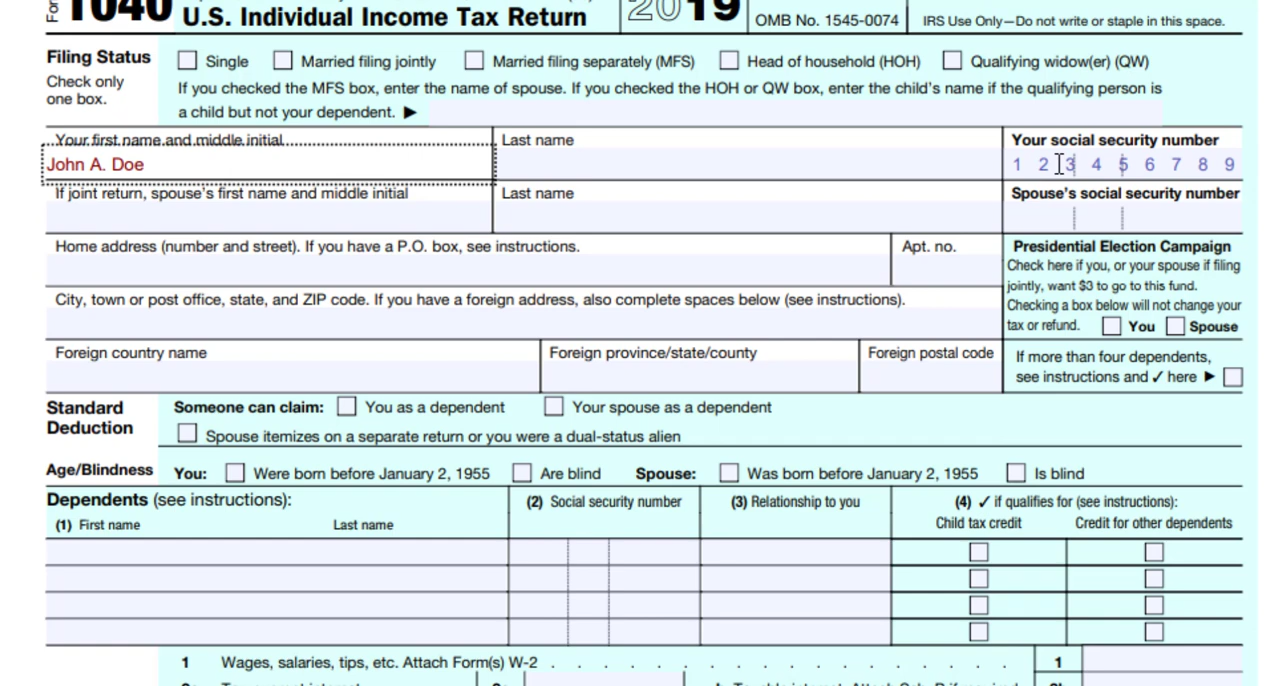 Form 1040 U.S. Individual Income Tax Return 2019 OMB No. 1545-0074 IRS Use Only—Do not write or staple in this space.
Filing Status Single Married filing jointly Married filing separately (MFS) Head of household (HOH) Qualifying widow(er) (QW)
Check only
one box.
If you checked the MFS box, enter the name of spouse. If you checked the HOH or QW box, enter the child’s name if the qualifying person is
a child but not your dependent. ▶
Your first name and middle initial Last name Your social security number
John A. Doe 1 2 3 4 5 6 7 8 9
If joint return, spouse’s first name and middle initial Last name Spouse’s social security number
Home address (number and street). If you have a P.O. box, see instructions. Apt. no.
Presidential Election Campaign
Check here if you, or your spouse if filing
jointly, want $3 to go to this fund.
Checking a box below will not change your
tax or refund. You Spouse
City, town or post office, state, and ZIP code. If you have a foreign address, also complete spaces below (see instructions).
Foreign country name Foreign province/state/county Foreign postal code
If more than four dependents,
see instructions and ✓ here ▶
Standard
Deduction
Someone can claim: You as a dependent Your spouse as a dependent
Spouse itemizes on a separate return or you were a dual-status alien
Age/Blindness You: Were born before January 2, 1955 Are blind Spouse: Was born before January 2, 1955 Is blind
Dependents (see instructions): (2) Social security number (3) Relationship to you (4) ✓ if qualifies for (see instructions):
(1) First name Last name Child tax credit Credit for other dependents
1 Wages, salaries, tips, etc. Attach Form(s) W-2 . . . . . . . . . . . . . . . 1